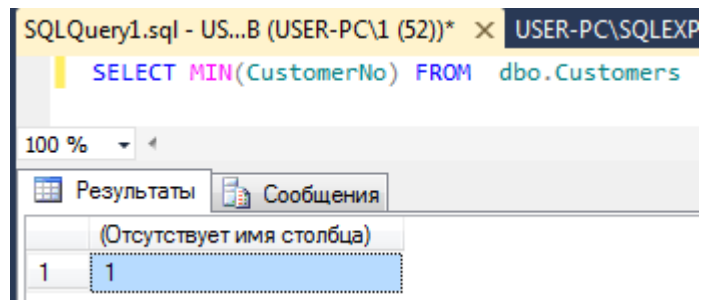 SQLQuery1.sql - US...B (USER-PC\1 (52))* × USER-PC\SQLEXP
SELECT MIN(CustomerNo) FROM dbo.Customers
100 %
Результаты Сообщения
(Отсутствует имя столбца)
1 1